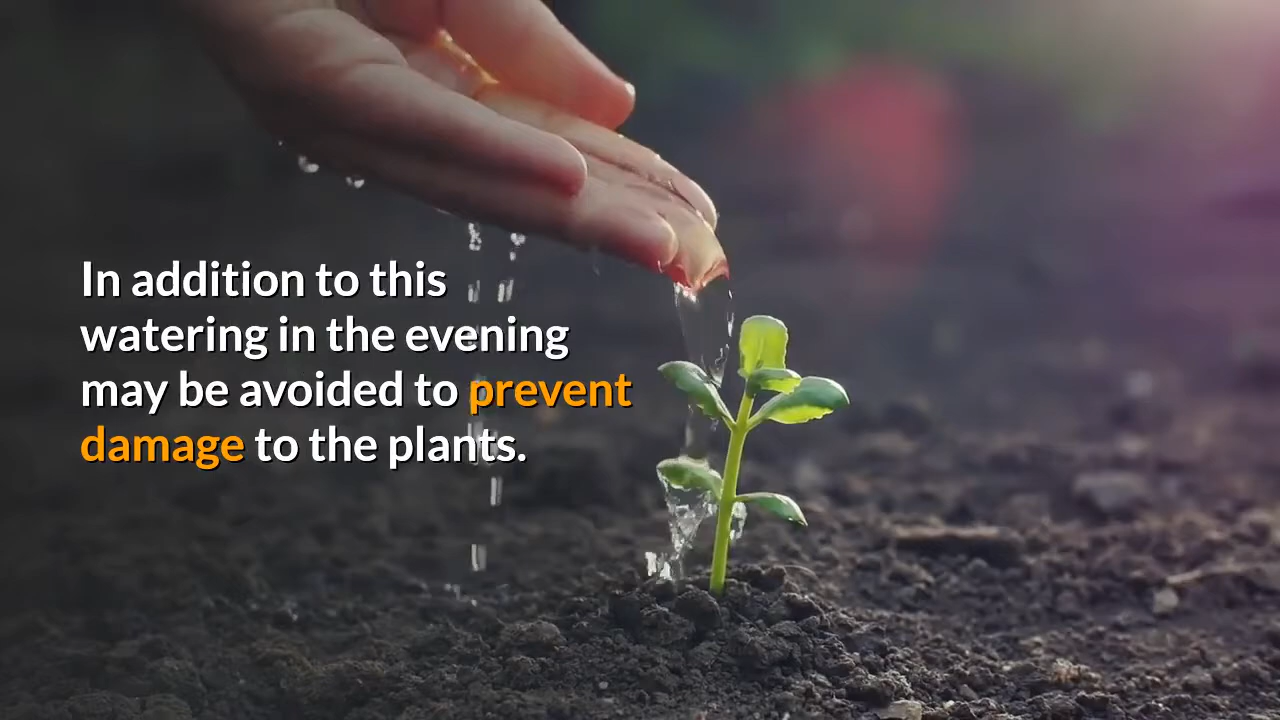 In addition to this
watering in the evening
may be avoided to prevent
damage to the plants.